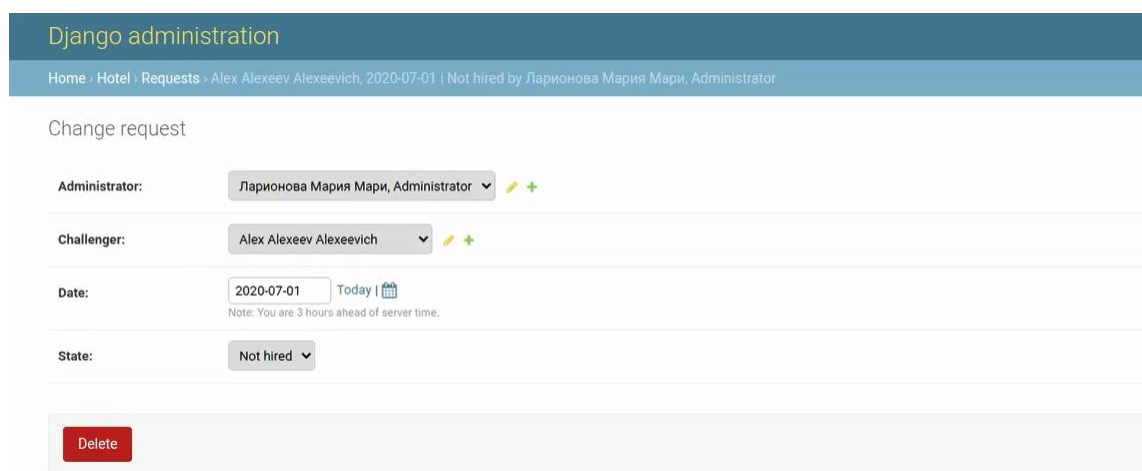 Django administration
Home › Hotel › Requests › Alex Alexeev Alexeevich, 2020-07-01 | Not hired by Ларионова Мария Мари, Administrator
Change request
Administrator: Ларионова Мария Мари, Administrator
Challenger: Alex Alexeev Alexeevich
Date: 2020-07-01 Today |
Note: You are 3 hours ahead of server time.
State: Not hired
Delete